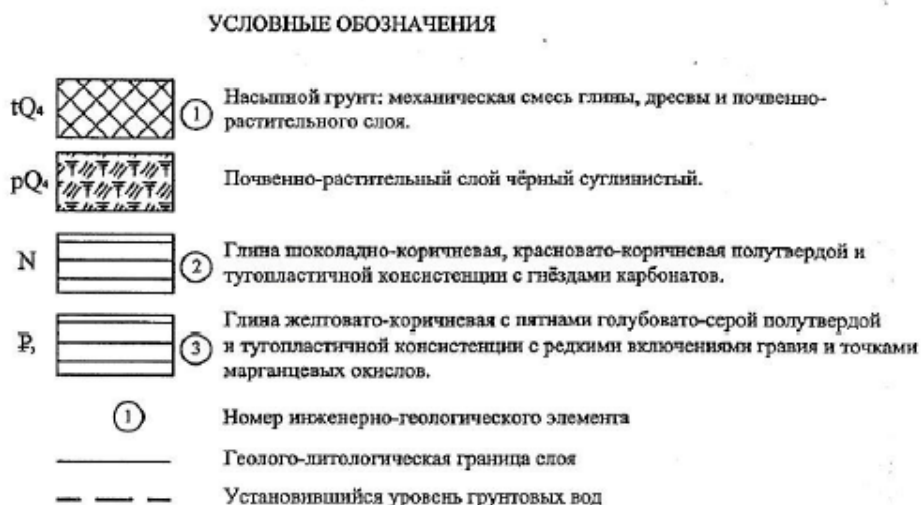 УСЛОВНЫЕ ОБОЗНАЧЕНИЯ
tQ₄
1
Насыпной грунт: механическая смесь глины, дресвы и почвенно-
растительного слоя.
pQ₄
Почвенно-растительный слой чёрный суглинистый.
N
2
Глина шоколадно-коричневая, красновато-коричневая полутвердой и
тугопластичной консистенции с гнёздами карбонатов.
3
Глина желтовато-коричневая с пятнами голубовато-серой полутвердой
и тугопластичной консистенции с редкими включениями гравия и точками
марганцевых окислов.
1
Номер инженерно-геологического элемента
Геолого-литологическая граница слоя
Установившийся уровень грунтовых вод